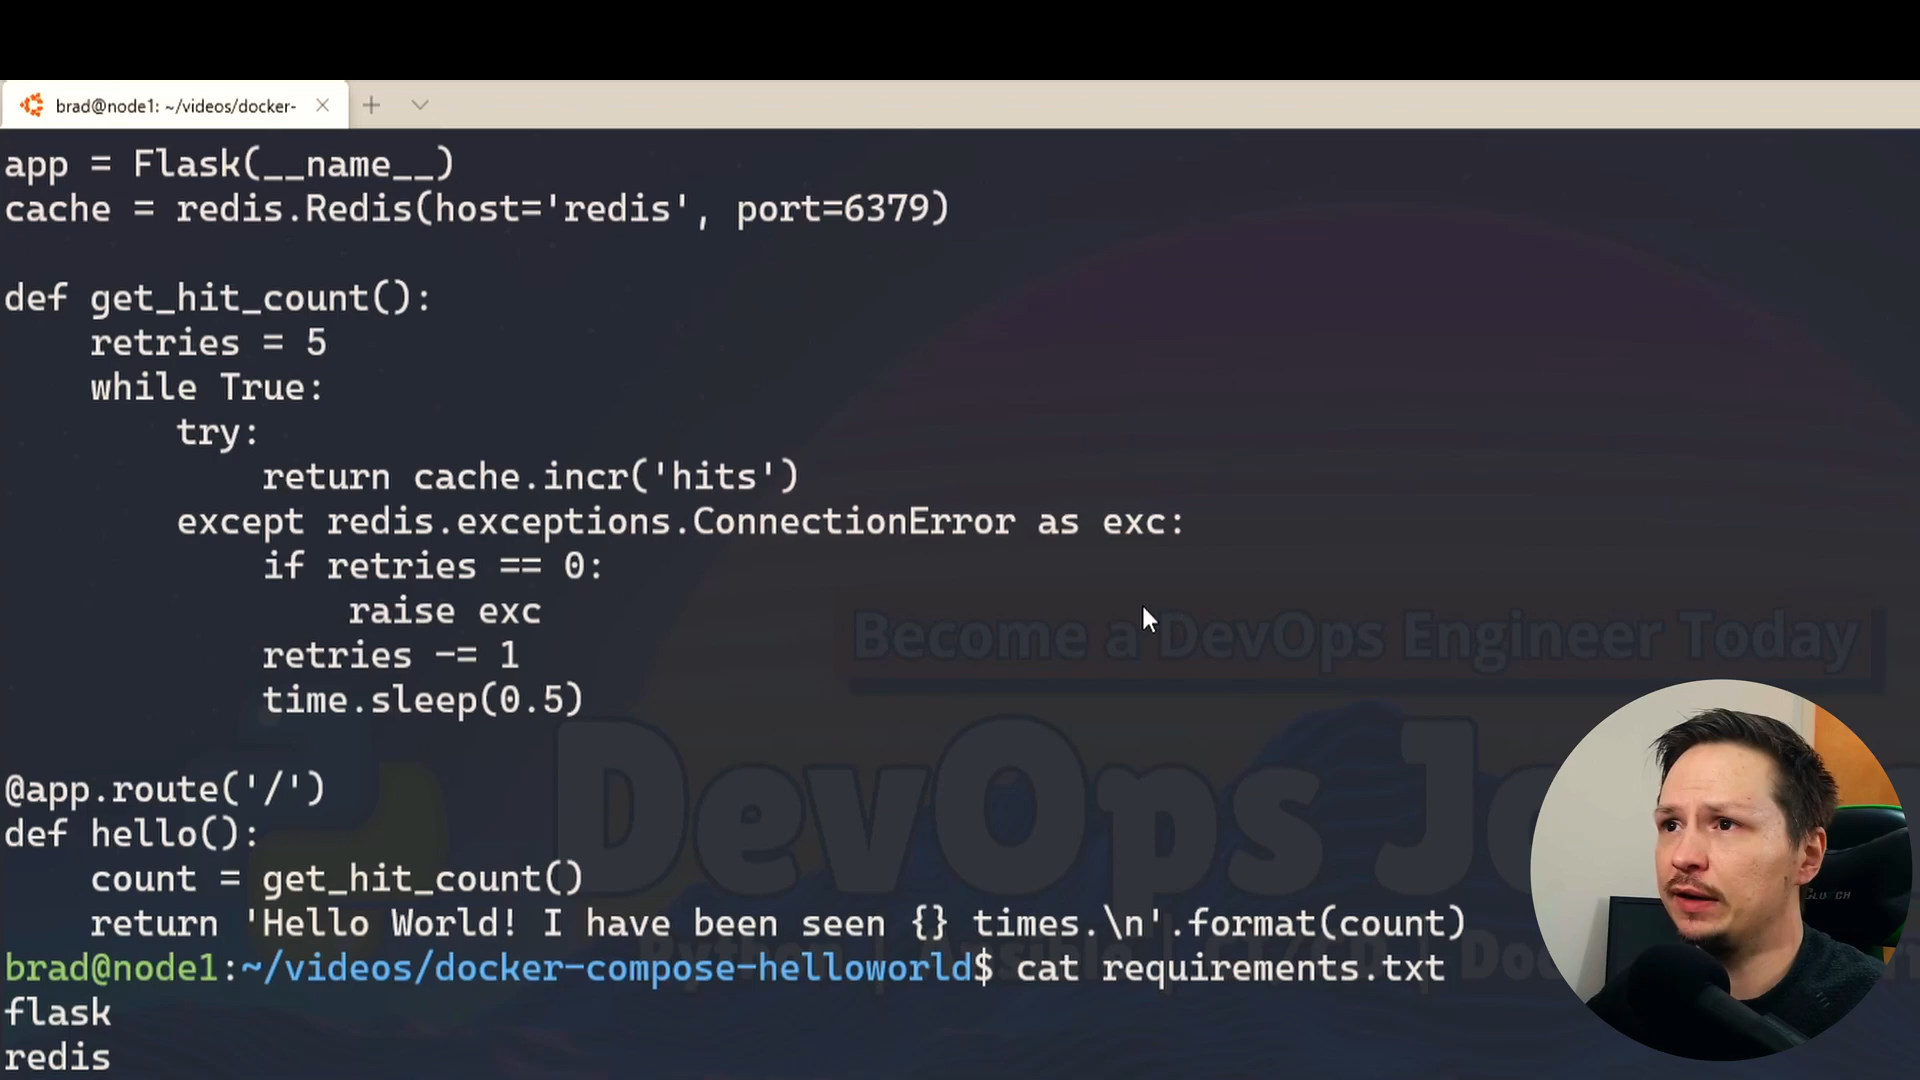 brad@node1: ~/videos/docker-
app = Flask(__name__)
cache = redis.Redis(host='redis', port=6379)
def get_hit_count():
    retries = 5
    while True:
        try:
            return cache.incr('hits')
        except redis.exceptions.ConnectionError as exc:
            if retries == 0:
                raise exc
            retries -= 1
            time.sleep(0.5)
@app.route('/')
def hello():
    count = get_hit_count()
    return 'Hello World! I have been seen {} times.\n'.format(count)
brad@node1:~/videos/docker-compose-helloworld$ cat requirements.txt
flask
redis
Become a DevOps Engineer Today
DevOps